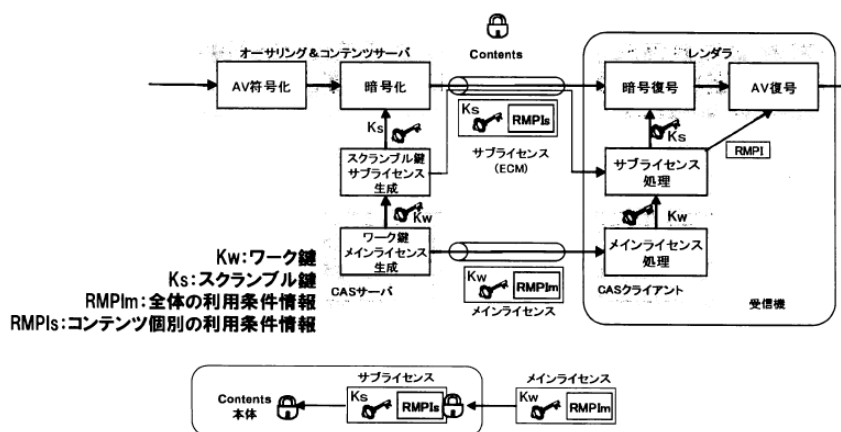 オーサリング&コンテンツサーバ
Contents
レンダラ
AV符号化
暗号化
暗号復号
AV復号
Ks
Ks
RMPIs
Ks
サブライセンス
(ECM)
RMPI
スクランブル鍵
サブライセンス
生成
サブライセンス
処理
Kw
Kw
ワーク鍵
メインライセンス
生成
メインライセンス
処理
CASサーバ
Kw
RMPIm
メインライセンス
CASクライアント
受信機
Kw:ワーク鍵
Ks:スクランブル鍵
RMPIm:全体の利用条件情報
RMPIs:コンテンツ個別の利用条件情報
サブライセンス
メインライセンス
Contents
本体
Ks
RMPIs
Kw
RMPIm